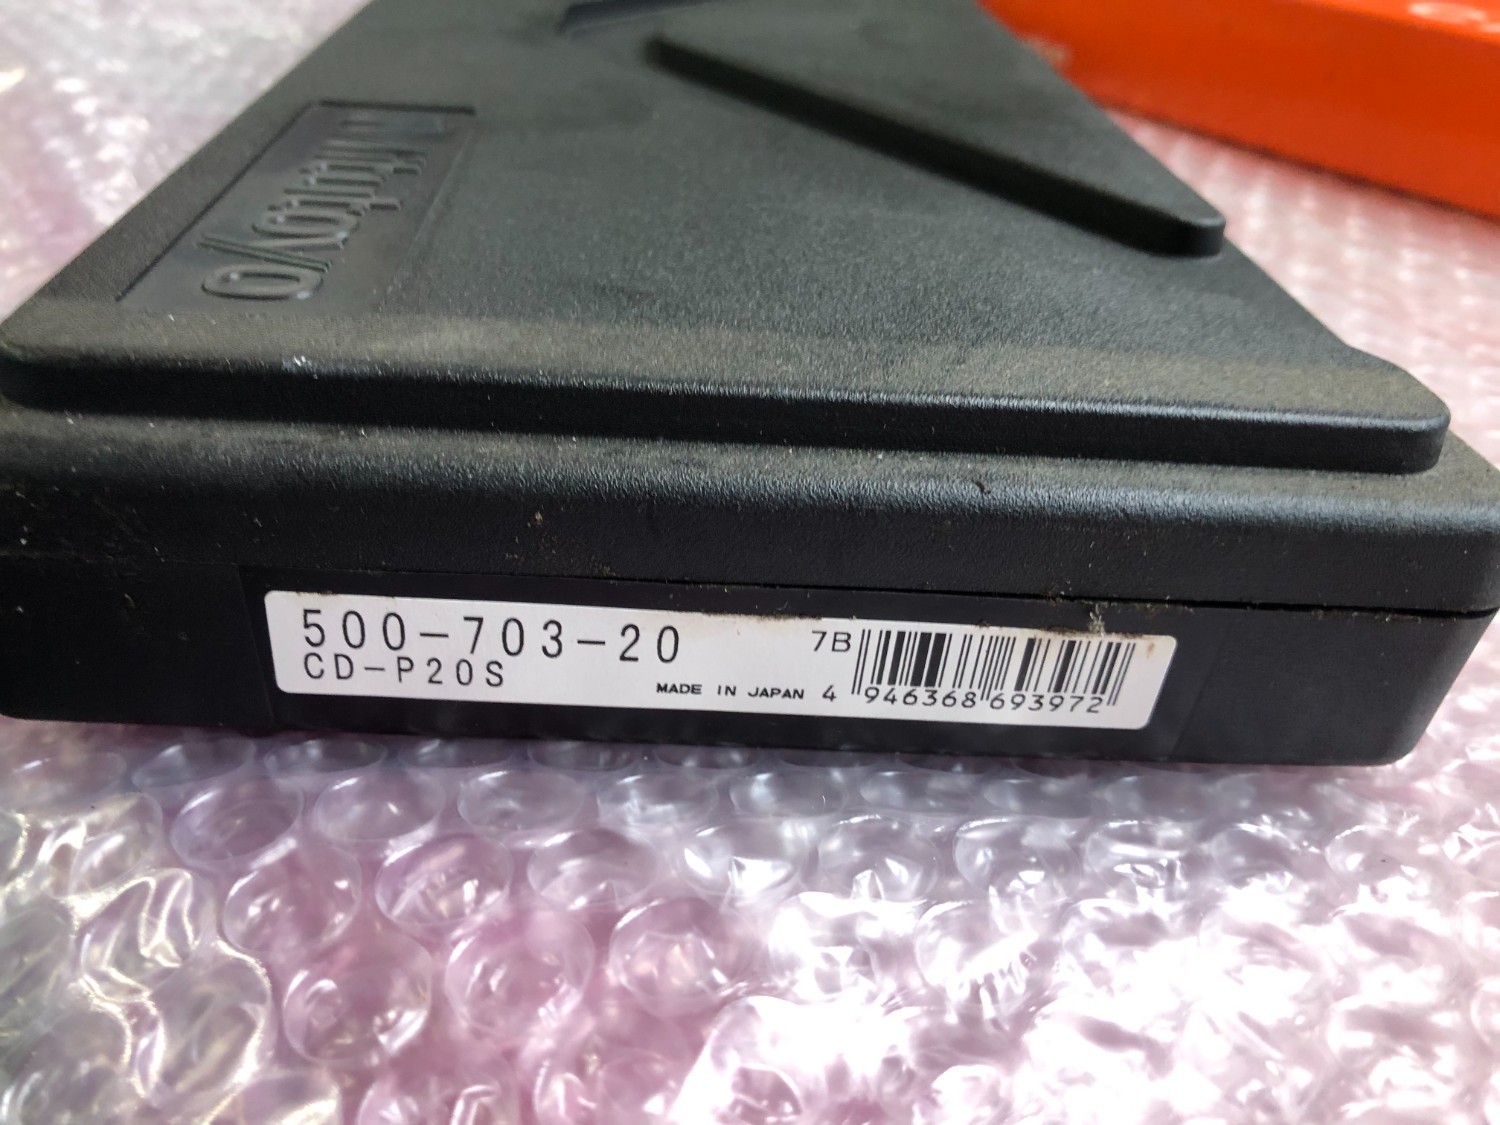 Mitutoyo
500-703-20
CD-P20S
7B
MADE IN JAPAN
4 946368 693972